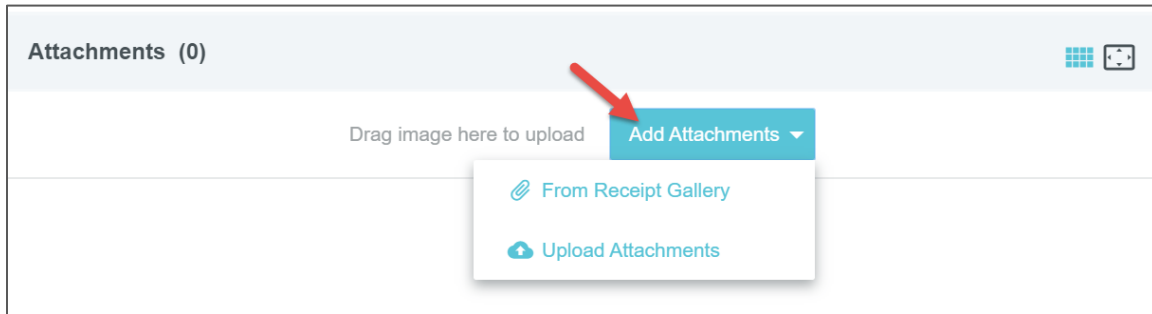 Attachments (0)
Drag image here to upload
Add Attachments
From Receipt Gallery
Upload Attachments